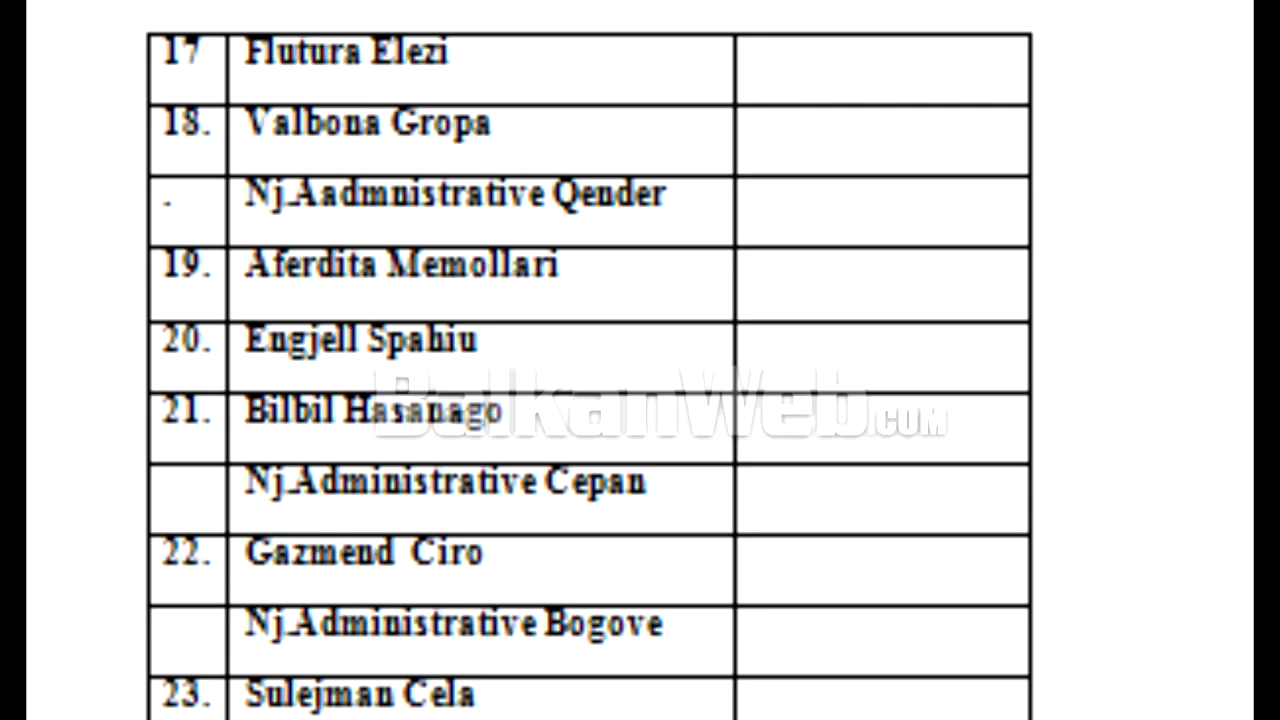 17 Flutura Elezi
18. Valbona Gropa
. Nj.Aadmnistrative Qender
19. Aferdita Memollari
20. Engjell Spahiu
21. Bilbil Hasanago
BalkanWeb.COM
Nj.Administrative Cepan
22. Gazmend Ciro
Nj.Administrative Bogove
23. Sulejman Cela